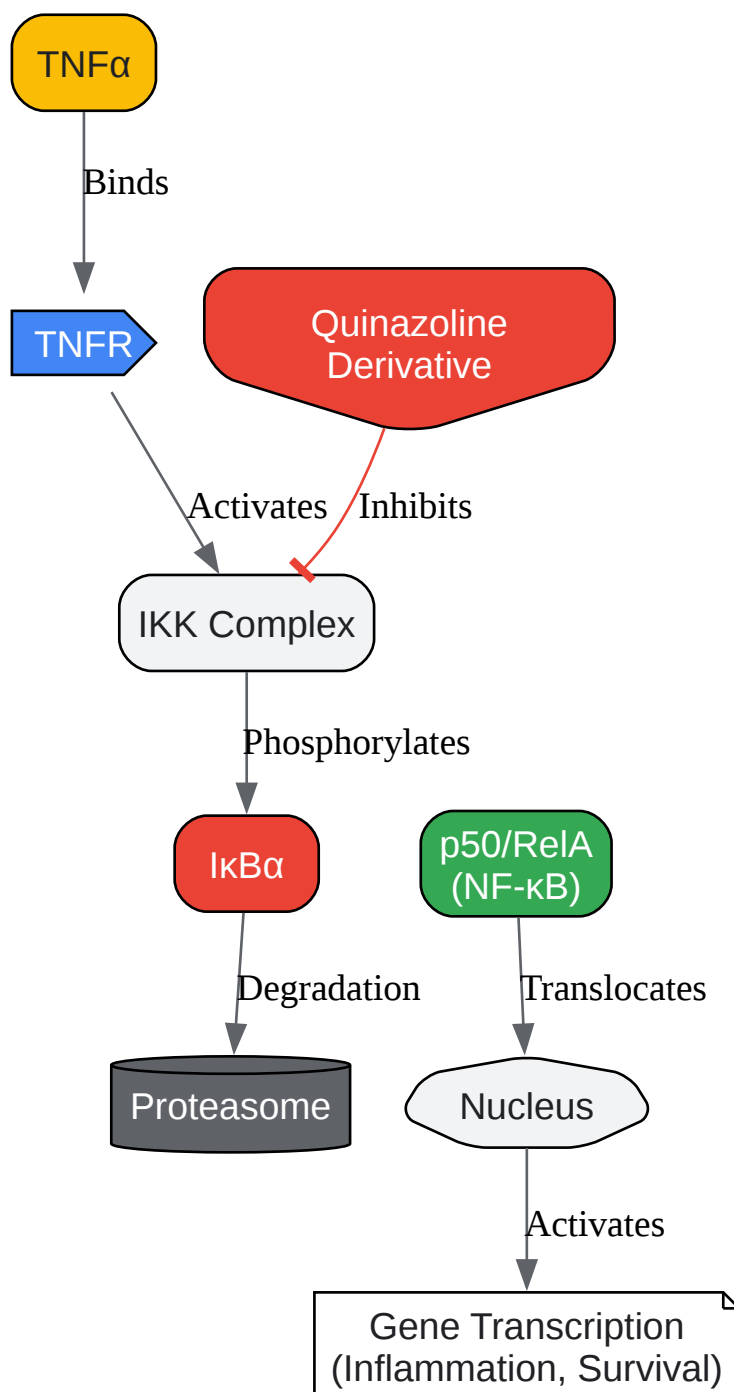 TNFα
Binds
TNFR
Quinazoline
Derivative
Activates
Inhibits
IKK Complex
Phosphorylates
IκBα
p50/RelA
(NF-κB)
Degradation
Translocates
Proteasome
Nucleus
Activates
Gene Transcription
(Inflammation, Survival)